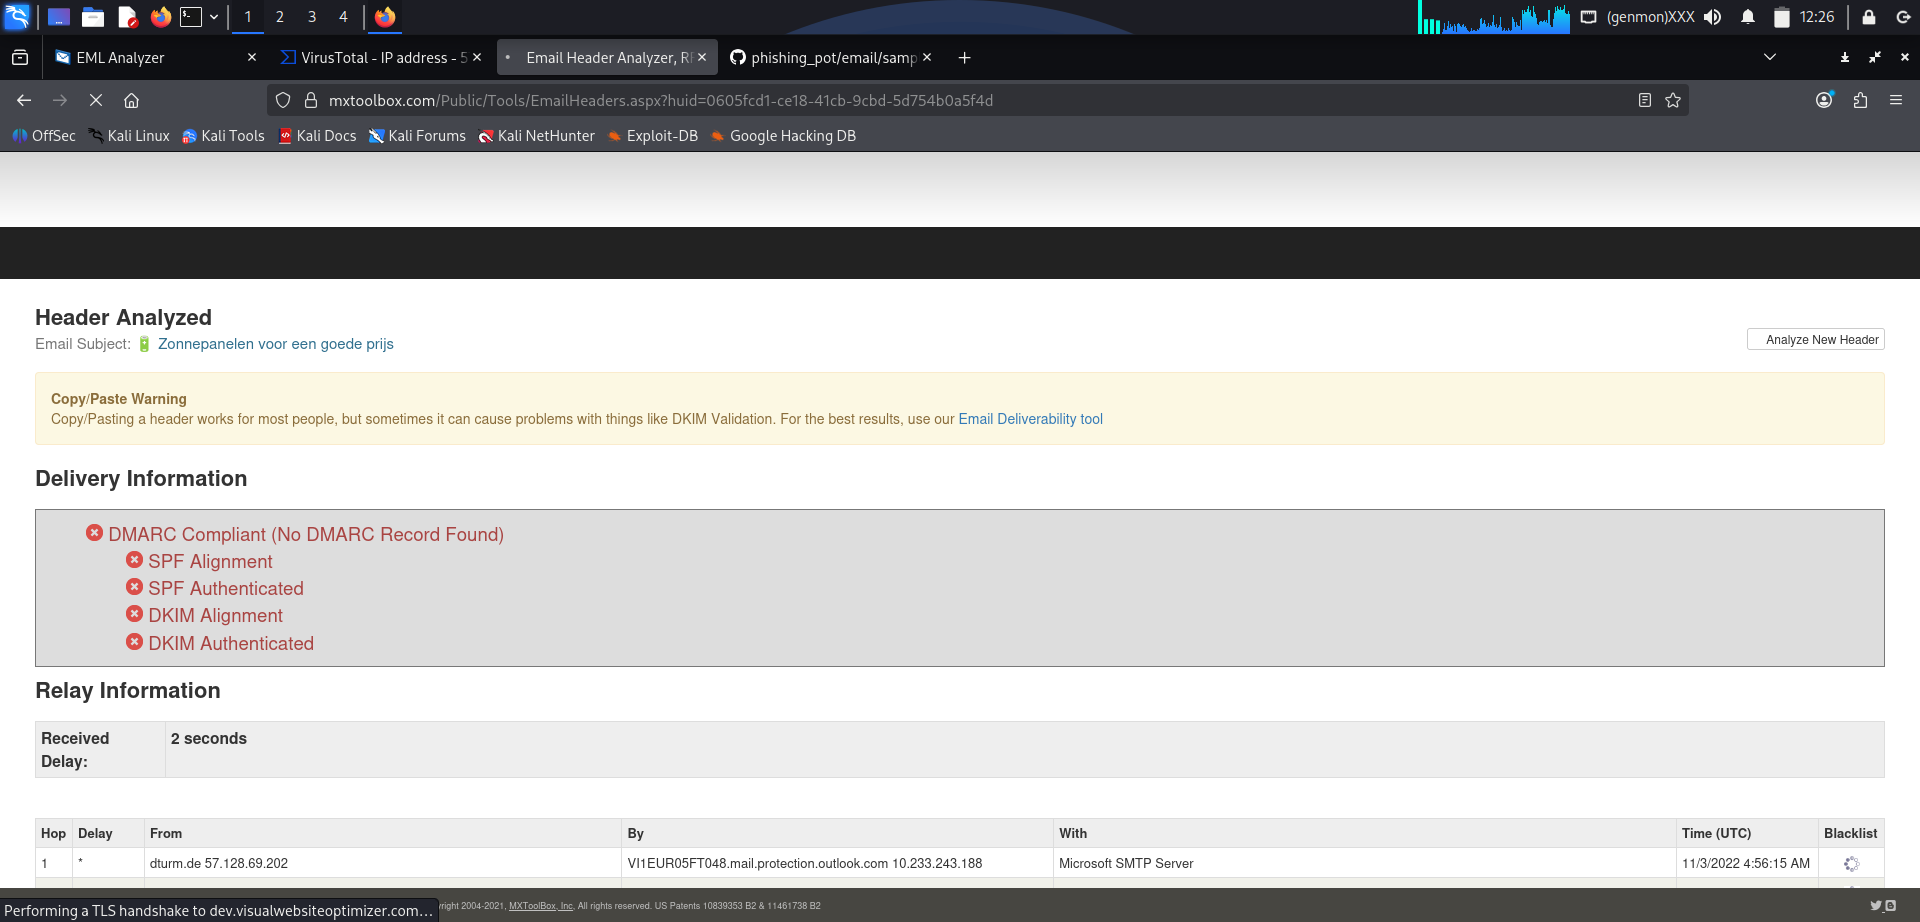 1 2 3 4 (genmon)XXX 12:26
EML Analyzer VirusTotal - IP address - 5 Email Header Analyzer, RF phishing_pot/email/samp
mxtoolbox.com/Public/Tools/EmailHeaders.aspx?huid=0605fcd1-ce18-41cb-9cbd-5d754b0a5f4d
OffSec Kali Linux Kali Tools Kali Docs Kali Forums Kali NetHunter Exploit-DB Google Hacking DB
Header Analyzed
Email Subject: 🔋 Zonnepanelen voor een goede prijs
Analyze New Header
Copy/Paste Warning
Copy/Pasting a header works for most people, but sometimes it can cause problems with things like DKIM Validation. For the best results, use our Email Deliverability tool
Delivery Information
DMARC Compliant (No DMARC Record Found)
SPF Alignment
SPF Authenticated
DKIM Alignment
DKIM Authenticated
Relay Information
Received Delay: 2 seconds
Hop Delay From By With Time (UTC) Blacklist
1 * dturm.de 57.128.69.202 VI1EUR05FT048.mail.protection.outlook.com 10.233.243.188 Microsoft SMTP Server 11/3/2022 4:56:15 AM
Performing a TLS handshake to dev.visualwebsiteoptimizer.com…
right 2004-2021, MXToolBox, Inc, All rights reserved. US Patents 10839353 B2 & 11461738 B2